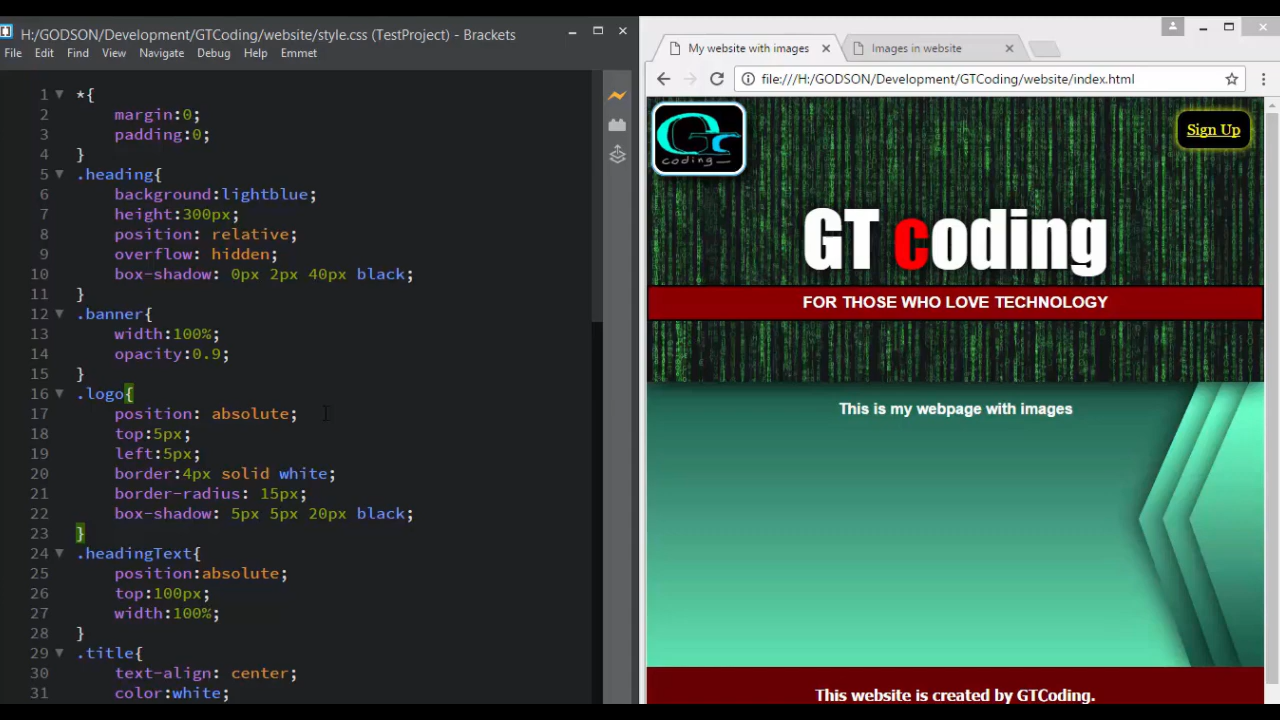 H:/GODSON/Development/GTCoding/website/style.css (TestProject) - Brackets
File Edit Find View Navigate Debug Help Emmet
1 *{
2 margin:0;
3 padding:0;
4 }
5 .heading{
6 background:lightblue;
7 height:300px;
8 position: relative;
9 overflow: hidden;
10 box-shadow: 0px 2px 40px black;
11 }
12 .banner{
13 width:100%;
14 opacity:0.9;
15 }
16 .logo{
17 position: absolute;
18 top:5px;
19 left:5px;
20 border:4px solid white;
21 border-radius: 15px;
22 box-shadow: 5px 5px 20px black;
23 }
24 .headingText{
25 position:absolute;
26 top:100px;
27 width:100%;
28 }
29 .title{
30 text-align: center;
31 color:white;
My website with images
Images in website
file:///H:/GODSON/Development/GTCoding/website/index.html
GT
coding_
Sign Up
GT coding
FOR THOSE WHO LOVE TECHNOLOGY
This is my webpage with images
This website is created by GTCoding.